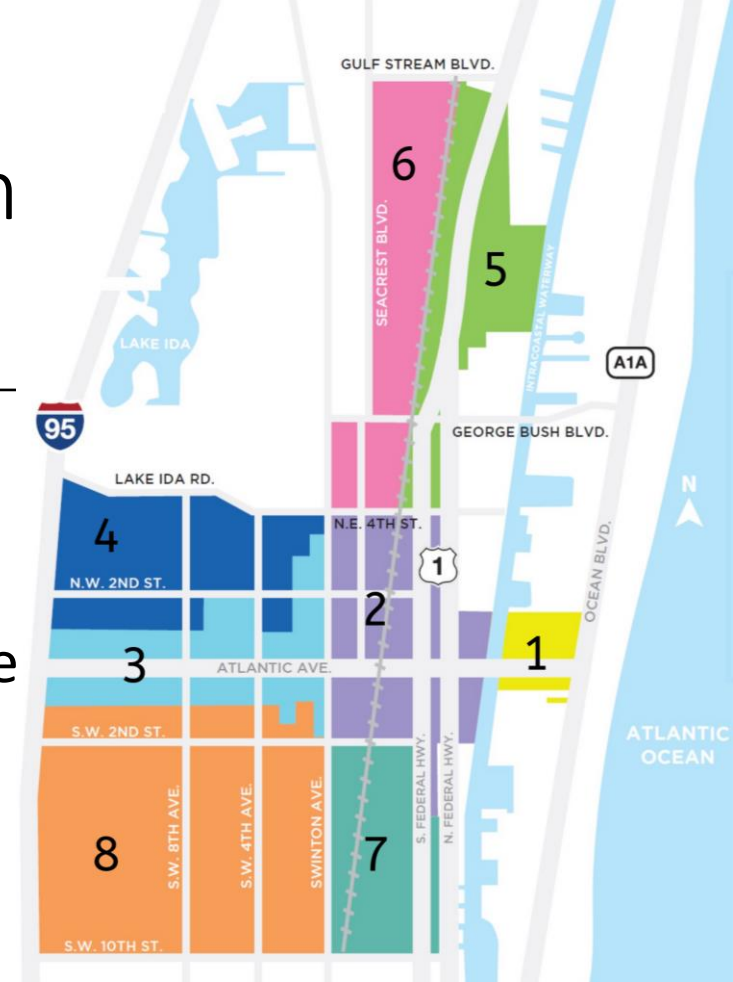 GULF STREAM BLVD.
6
n
SEACREST BLVD.
5
INTRACOASTAL WATERWAY
LAKE IDA
A1A
95
GEORGE BUSH BLVD.
LAKE IDA RD.
N
4
N.E. 4TH ST.
1
OCEAN BLVD.
N.W. 2ND ST.
2
3
e
ATLANTIC AVE.
1
S.W. 2ND ST.
ATLANTIC
OCEAN
S.W. 8TH AVE.
S.W. 4TH AVE.
SWINTON AVE.
S. FEDERAL HWY.
N. FEDERAL HWY.
8
7
S.W. 10TH ST.